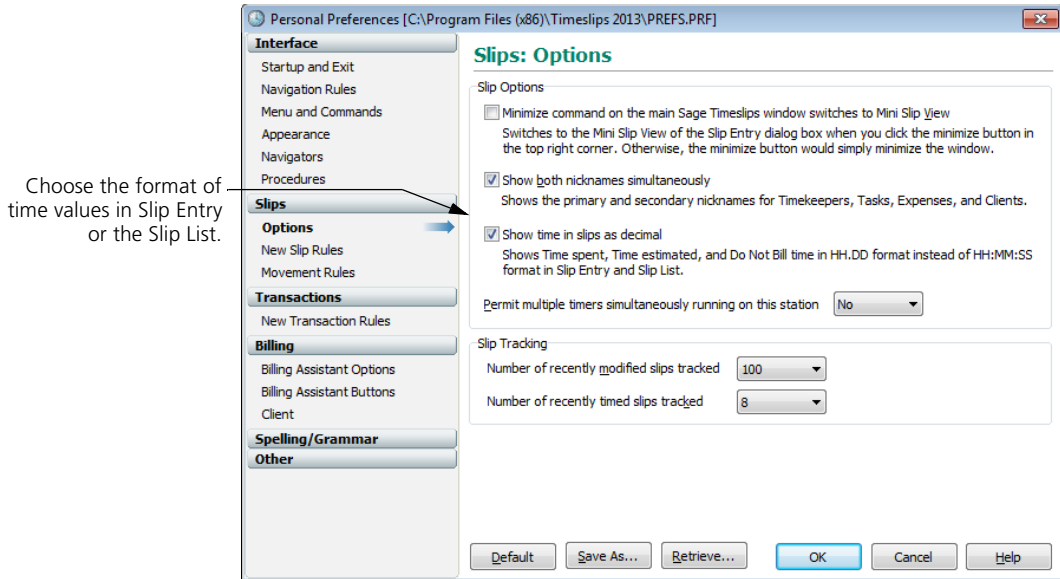 Personal Preferences [C:\Program Files (x86)\Timeslips 2013\PREFS.PRF]
Choose the format of
time values in Slip Entry
or the Slip List.
Interface
Startup and Exit
Navigation Rules
Menu and Commands
Appearance
Navigators
Procedures
Slips
Options
New Slip Rules
Movement Rules
Transactions
New Transaction Rules
Billing
Billing Assistant Options
Billing Assistant Buttons
Client
Spelling/Grammar
Other
Slips: Options
Slip Options
Minimize command on the main Sage Timeslips window switches to Mini Slip View
Switches to the Mini Slip View of the Slip Entry dialog box when you click the minimize button in
the top right corner. Otherwise, the minimize button would simply minimize the window.
Show both nicknames simultaneously
Shows the primary and secondary nicknames for Timekeepers, Tasks, Expenses, and Clients.
Show time in slips as decimal
Shows Time spent, Time estimated, and Do Not Bill time in HH.DD format instead of HH:MM:SS
format in Slip Entry and Slip List.
Permit multiple timers simultaneously running on this station No
Slip Tracking
Number of recently modified slips tracked 100
Number of recently timed slips tracked 8
Default Save As... Retrieve... OK Cancel Help